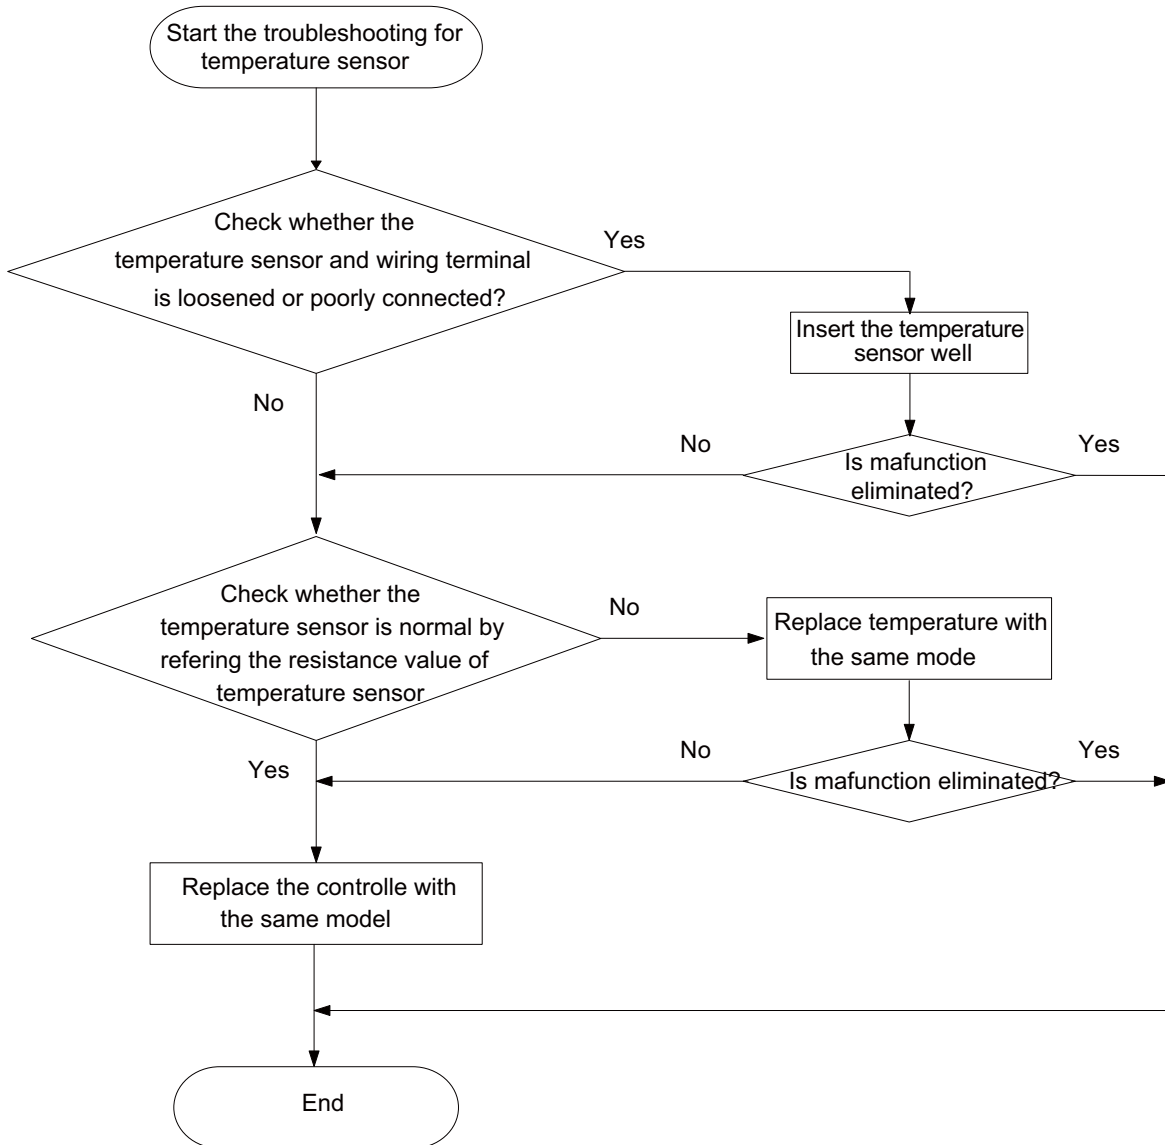 Start the troubleshooting for
temperature sensor
Check whether the
temperature sensor and wiring terminal
is loosened or poorly connected?
Yes
Insert the temperature
sensor well
No
No
Is mafunction
eliminated?
Yes
Check whether the
temperature sensor is normal by
refering the resistance value of
temperature sensor
No
Replace temperature with
the same mode
Yes
No
Is mafunction eliminated?
Yes
Replace the controlle with
the same model
End